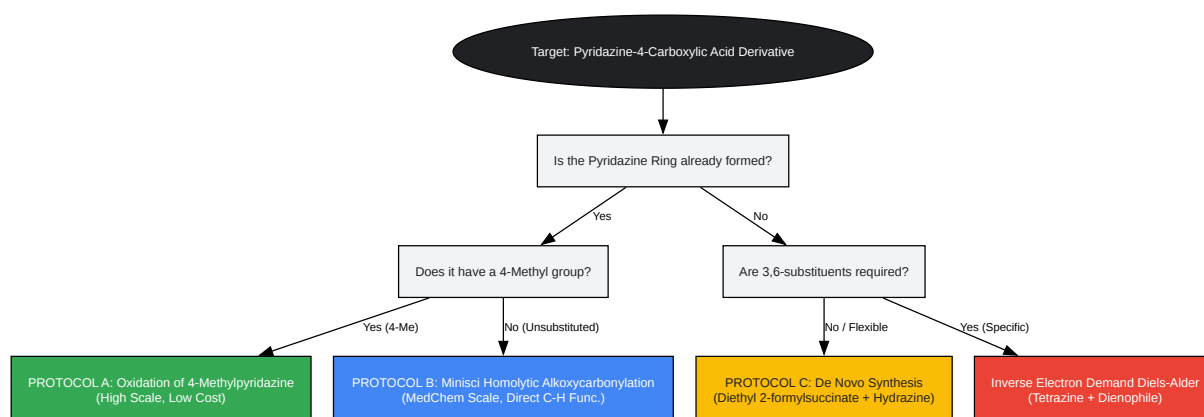 Target: Pyridazine-4-Carboxylic Acid Derivative
Is the Pyridazine Ring already formed?
Yes
No
Does it have a 4-Methyl group?
Are 3,6-substituents required?
Yes (4-Me)
No (Unsubstituted)
No / Flexible
Yes (Specific)
PROTOCOL A: Oxidation of 4-Methylpyridazine
(High Scale, Low Cost)
PROTOCOL B: Minisci Homolytic Alkoxycarbonylation
(MedChem Scale, Direct C-H Func.)
PROTOCOL C: De Novo Synthesis
(Diethyl 2-formylsuccinate + Hydrazine)
Inverse Electron Demand Diels-Alder
(Tetrazine + Dienophile)